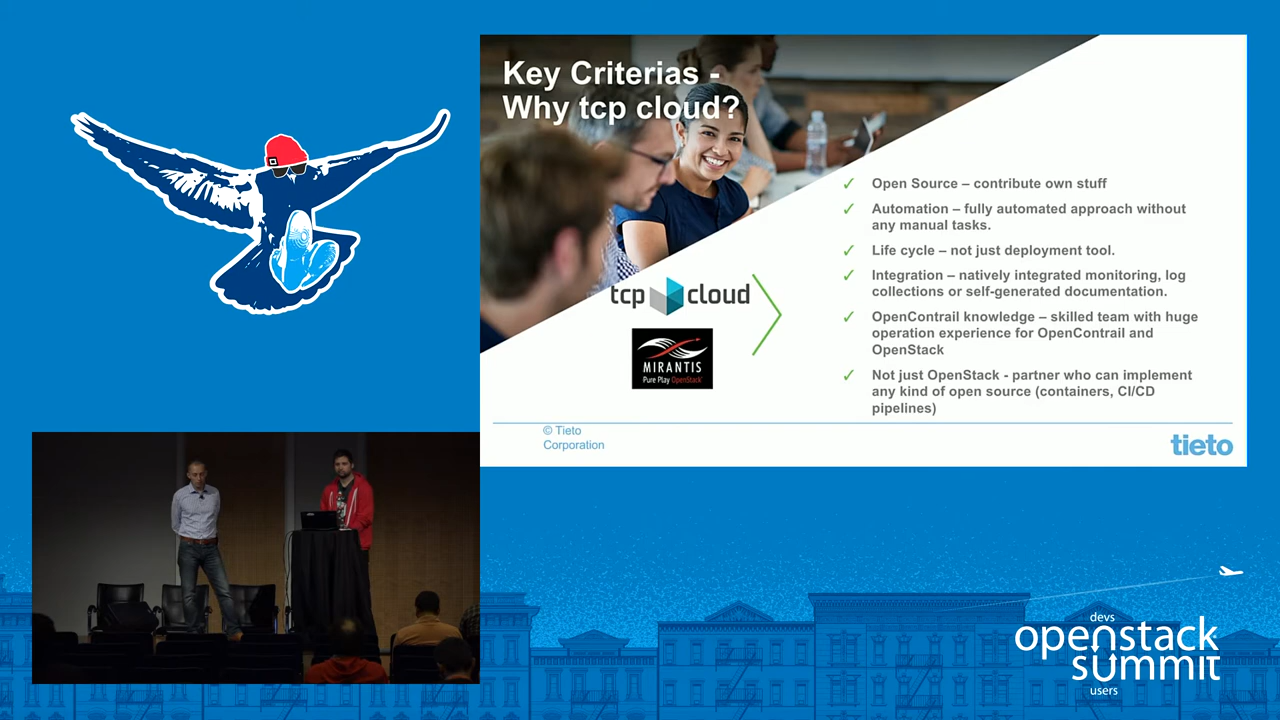 Key Criterias -
Why tcp cloud?
✓ Open Source – contribute own stuff
✓ Automation – fully automated approach without
any manual tasks.
✓ Life cycle – not just deployment tool.
✓ Integration – natively integrated monitoring, log
collections or self-generated documentation.
✓ OpenContrail knowledge – skilled team with huge
operation experience for OpenContrail and
OpenStack
✓ Not just OpenStack - partner who can implement
any kind of open source (containers, CI/CD
pipelines)
tcp cloud
MIRANTIS
Pure Play OpenStack
© Tieto
Corporation
tieto
devs
openstack
summit
users